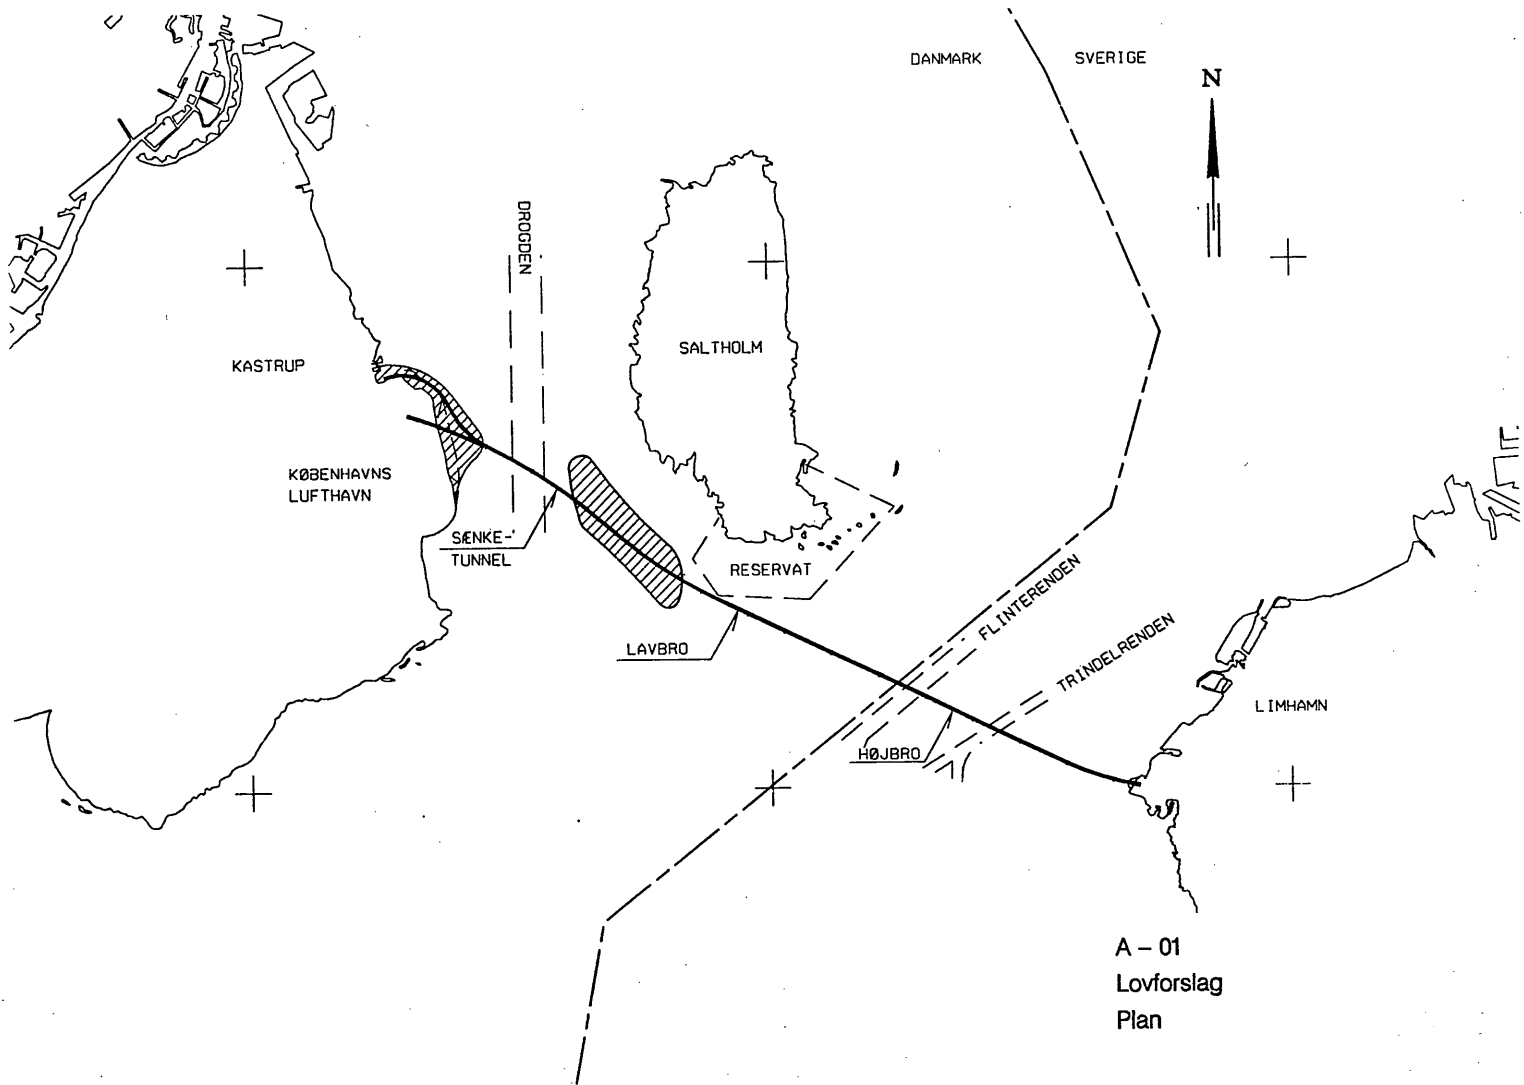 DANMARK
SVERIGE
N
DROGDEN
SALTHOLM
KASTRUP
KØBENHAVNS
LUFTHAVN
SÆNKE-
TUNNEL
RESERVAT
FLINTERENDEN
LAVBRO
TRINDELRENDEN
LIMHAMN
HØJBRO
A – 01
Lovforslag
Plan